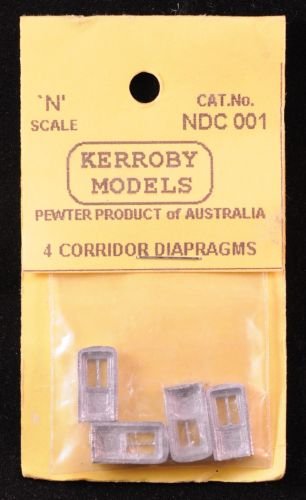 'N' CAT.No.
SCALE NDC 001
KERROBY
MODELS
PEWTER PRODUCT of AUSTRALIA
4 CORRIDOR DIAPRAGMS